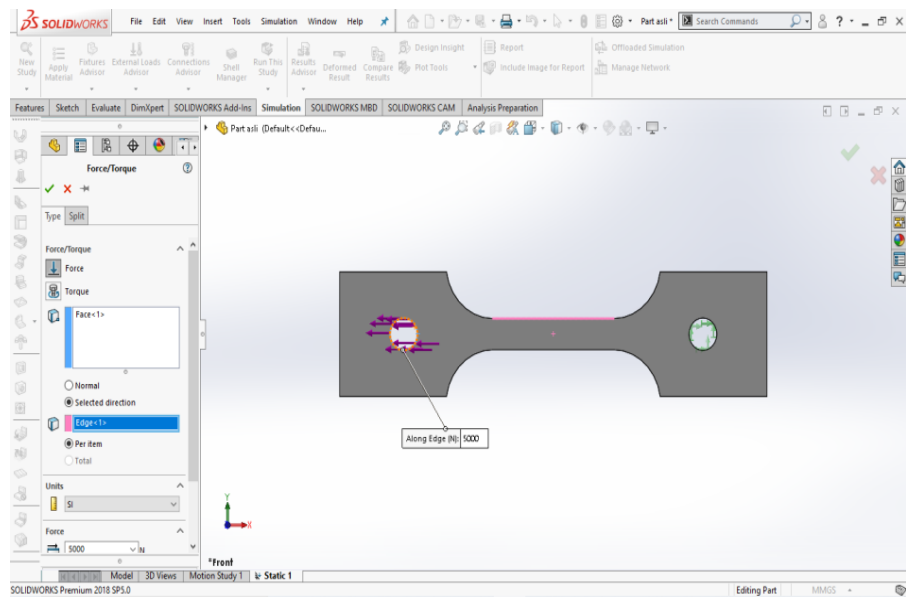 SOLIDWORKS File Edit View Insert Tools Simulation Window Help Part asli * Search Commands ?
New Study
Apply Material
Fixtures Advisor
External Loads Advisor
Connections Advisor
Shell Manager
Run This Study
Results Advisor
Deformed Result
Compare Results
Design Insight
Plot Tools
Report
Include Image for Report
Offloaded Simulation
Manage Network
Features Sketch Evaluate DimXpert SOLIDWORKS Add-Ins Simulation SOLIDWORKS MBD SOLIDWORKS CAM Analysis Preparation
Part asli (Default<<Defau...
Force/Torque
Type Split
Force/Torque
Force
Torque
Face<1>
Normal
Selected direction
Edge<1>
Per item
Total
Units
SI
Force
5000 N
Along Edge (N): 5000
Y
X
*Front
Model 3D Views Motion Study 1 Static 1
SOLIDWORKS Premium 2018 SP5.0 Editing Part MMGS